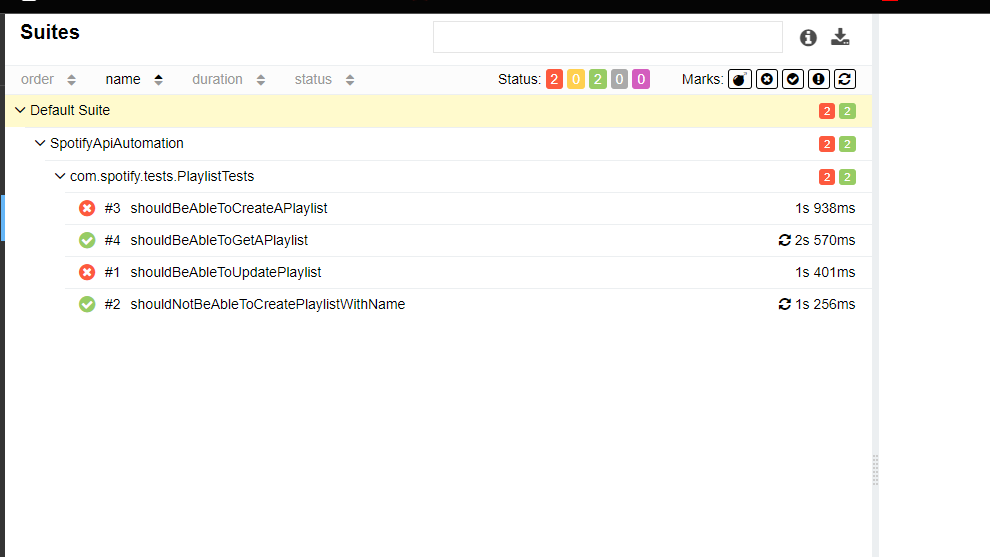 Suites
order name duration status Status: 2 0 2 0 0 Marks:
Default Suite 2 2
SpotifyApiAutomation 2 2
com.spotify.tests.PlaylistTests 2 2
#3 shouldBeAbleToCreateAPlaylist 1s 938ms
#4 shouldBeAbleToGetAPlaylist 2s 570ms
#1 shouldBeAbleToUpdatePlaylist 1s 401ms
#2 shouldNotBeAbleToCreatePlaylistWithName 1s 256ms